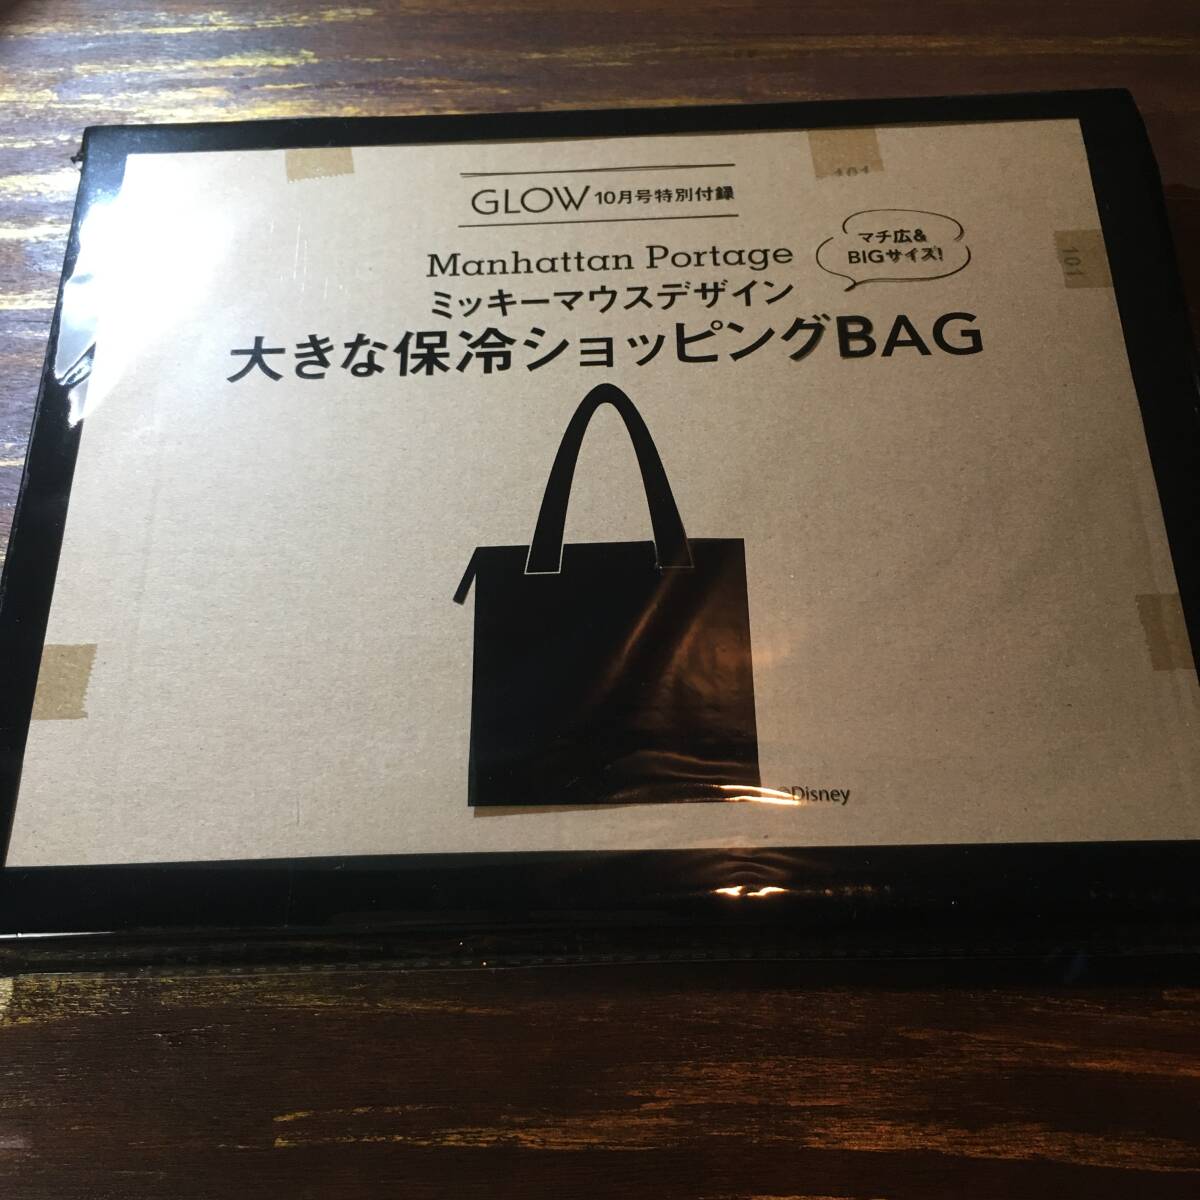 GLOW 10月号特別付録
Manhattan Portage
マチ広&
BIGサイズ!
ミッキーマウスデザイン
大きな保冷ショッピングBAG
101
101
©Disney